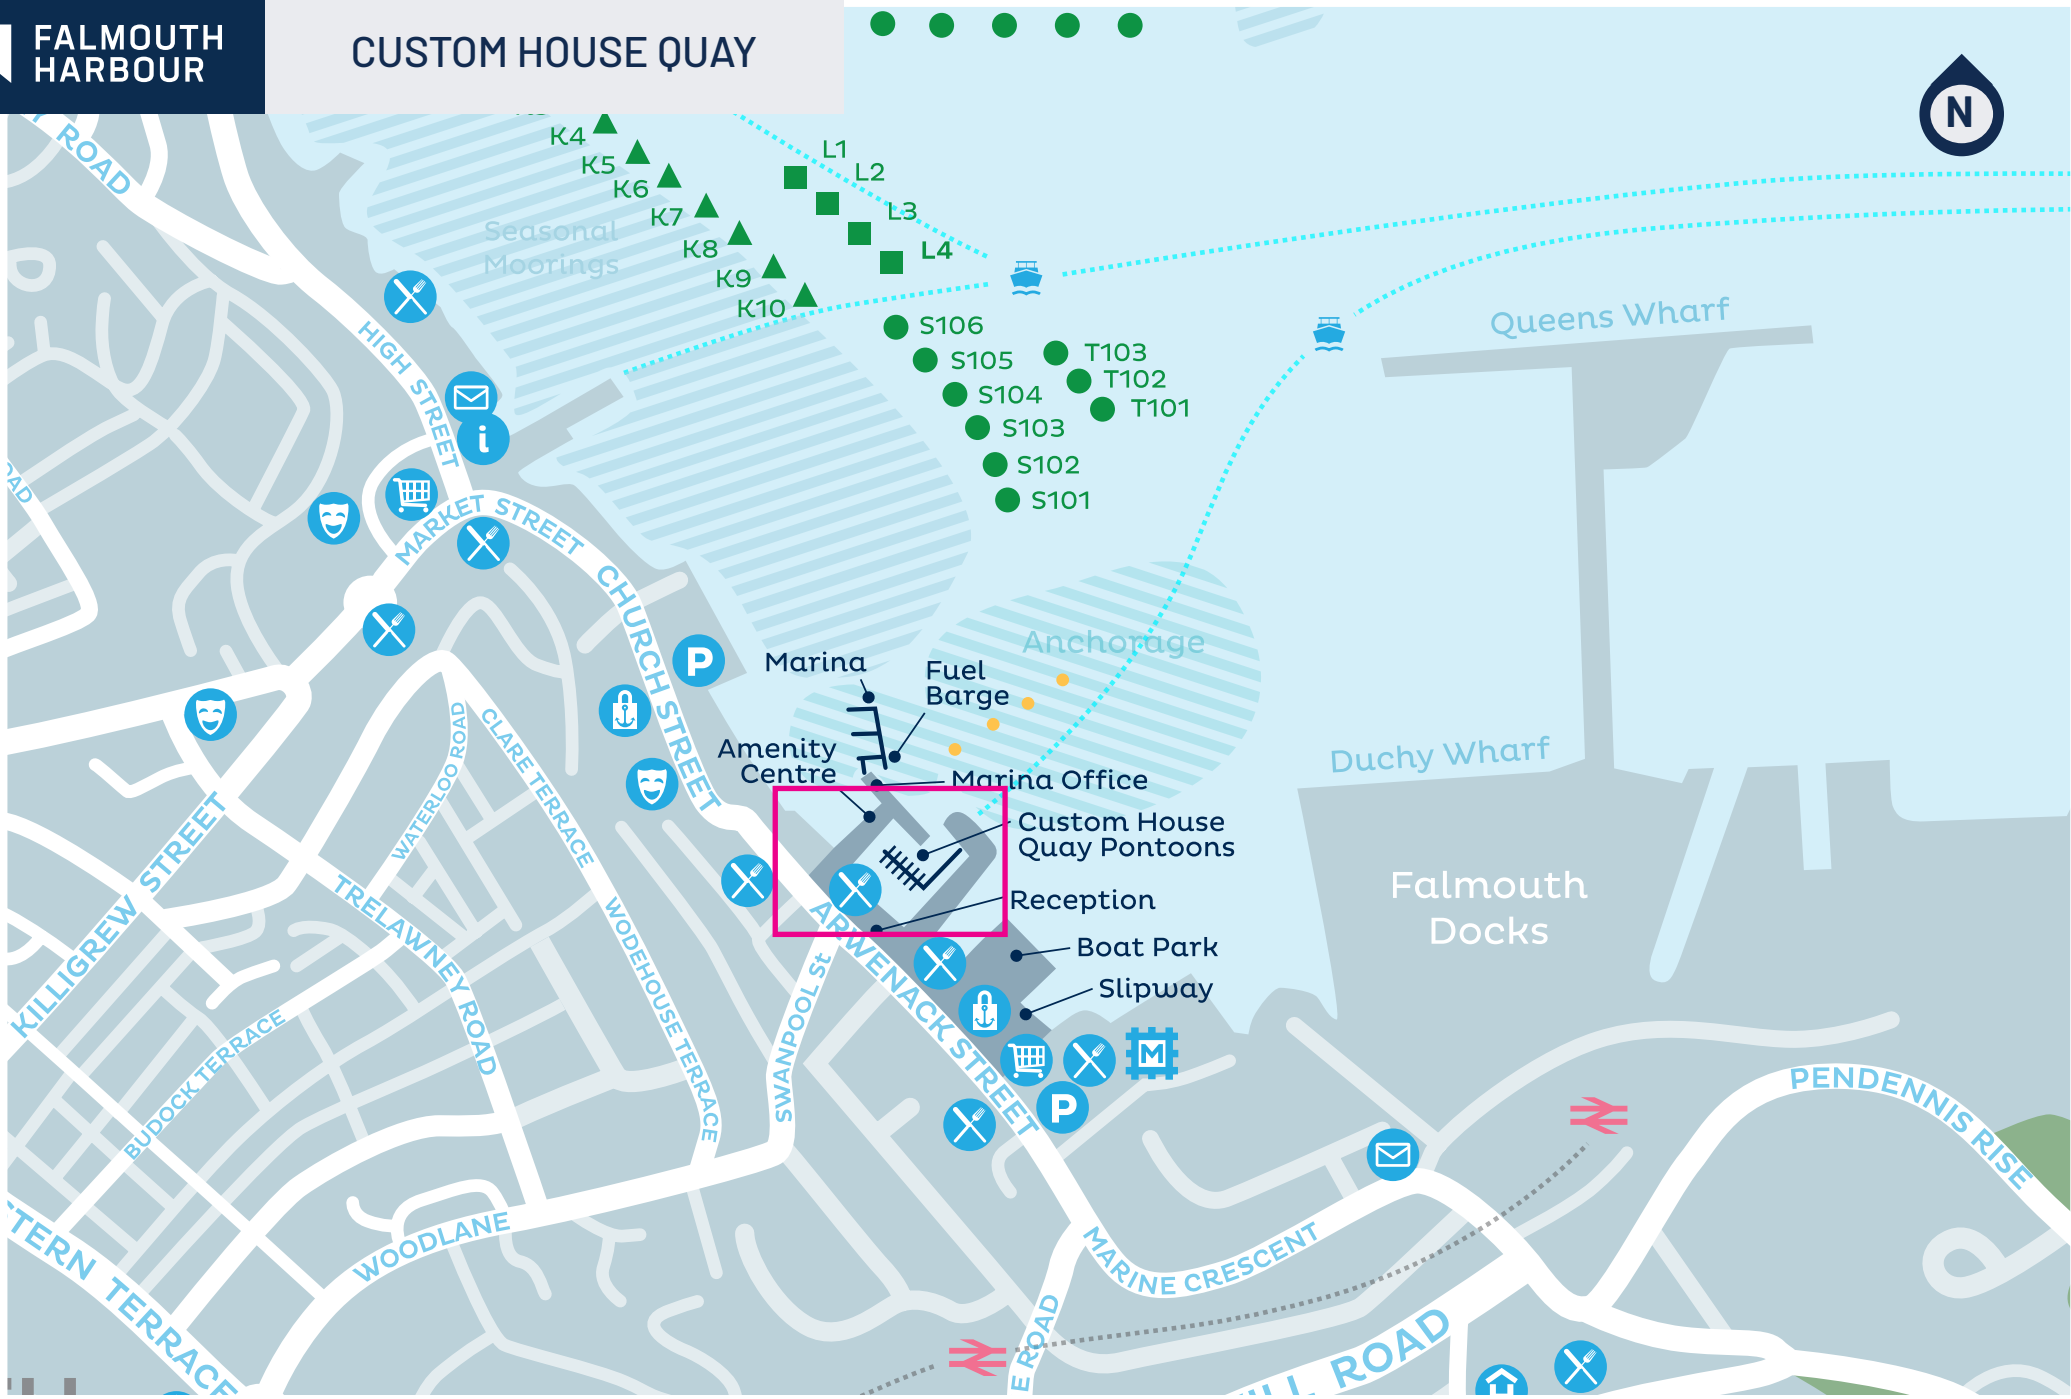 FALMOUTH
HARBOUR
CUSTOM HOUSE QUAY
N
ROAD
K4
K5
K6
K7
K8
K9
K10
L1
L2
L3
L4
Seasonal
Moorings
S106
S105
S104
S103
S102
S101
T103
T102
T101
Queens Wharf
HIGH STREET
i
MARKET STREET
CHURCH STREET
P
Anchorage
Marina
Fuel
Barge
Amenity
Centre
Marina Office
Custom House
Quay Pontoons
Reception
Boat Park
Slipway
Duchy Wharf
Falmouth
Docks
WATERLOO ROAD
CLARE TERRACE
KILLIGREW STREET
TRELAWNEY ROAD
WODEHOUSE TERRACE
ARWENACK STREET
SWANPOOL St
BUDOCK TERRACE
M
P
PENDENNIS RISE
WOODLANE
MARINE CRESCENT
TERN TERRACE
E ROAD
ILL ROAD
H